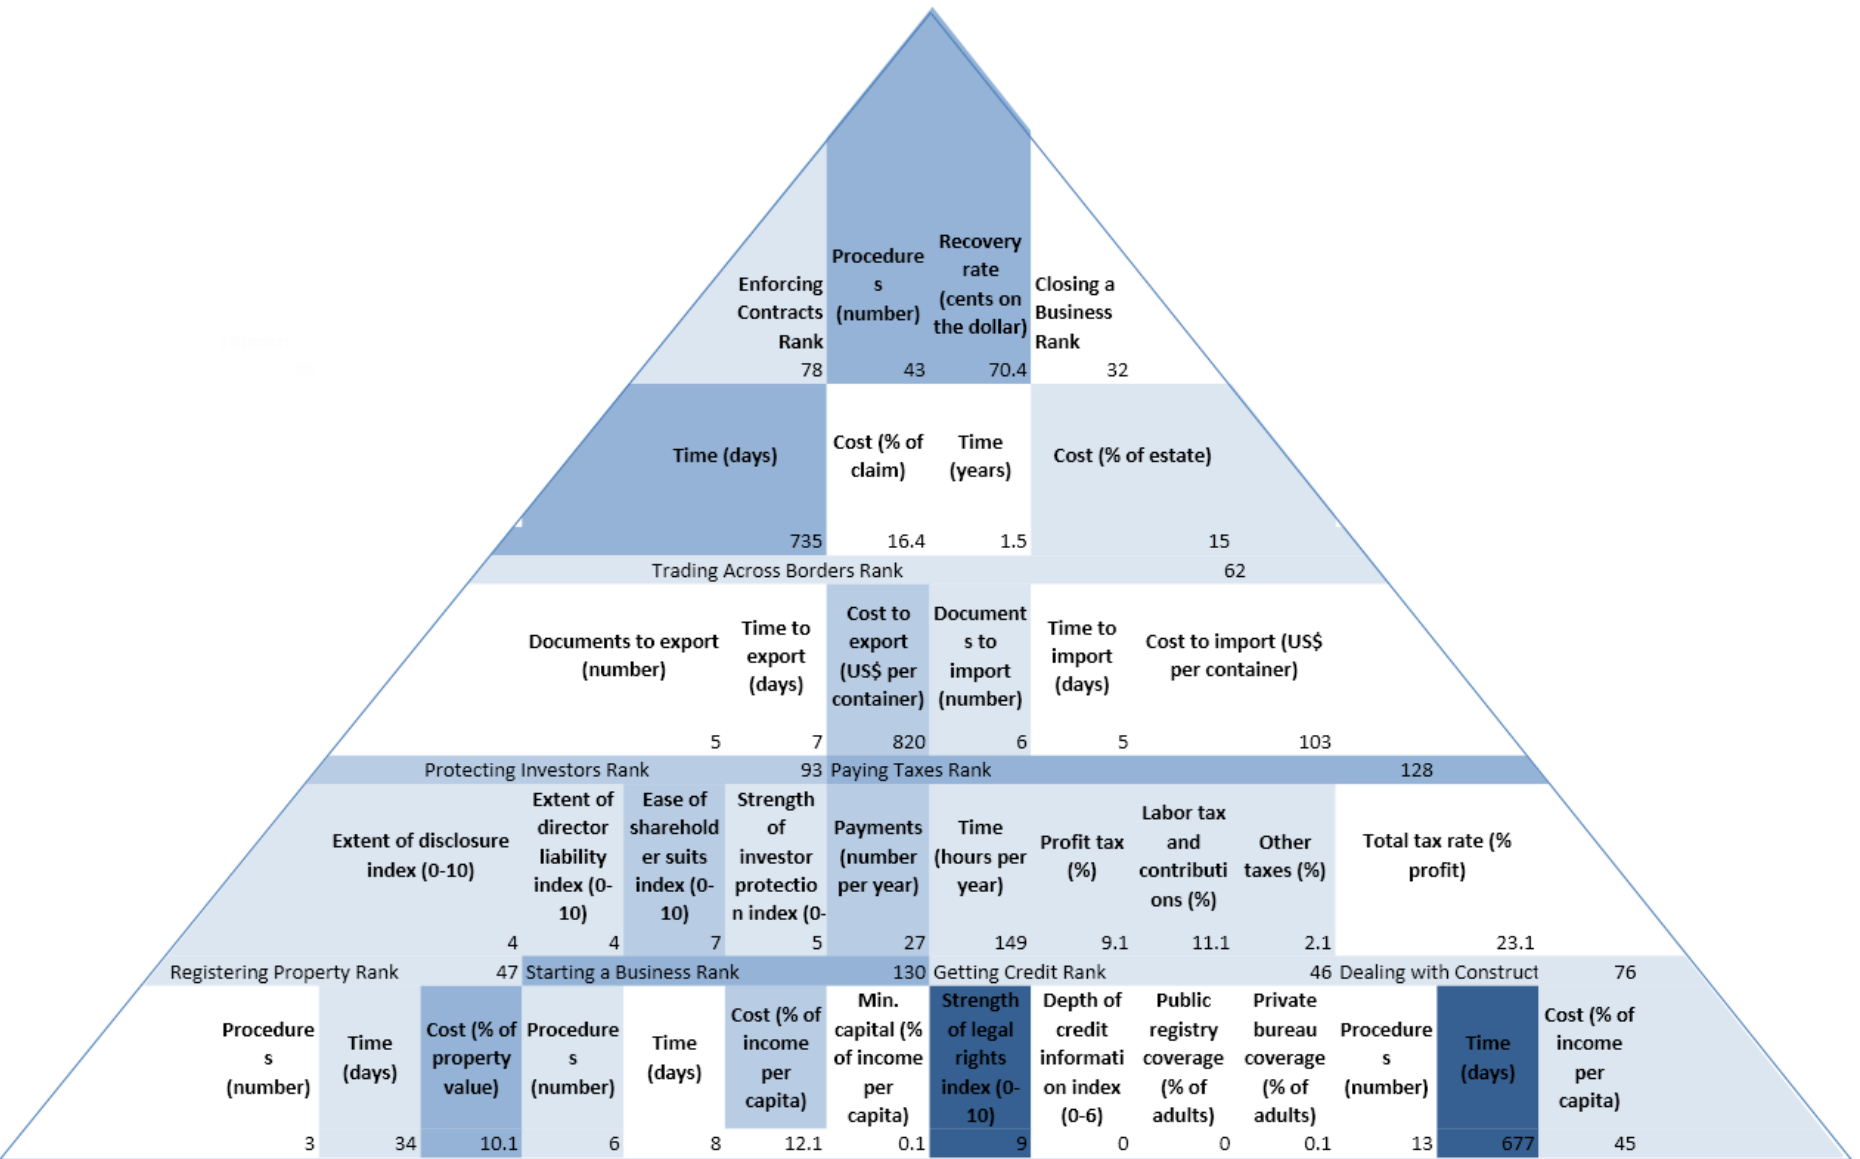 Enforcing
Contracts
Rank
78
Procedure
s
(number)
43
Recovery
rate
(cents on
the dollar)
70.4
Closing a
Business
Rank
32
Time (days)
735
Cost (% of
claim)
16.4
Time
(years)
1.5
Cost (% of estate)
15
Trading Across Borders Rank 62
Documents to export
(number)
5
Time to
export
(days)
7
Cost to
export
(US$ per
container)
820
Document
s to
import
(number)
6
Time to
import
(days)
5
Cost to import (US$
per container)
103
Protecting Investors Rank 93 Paying Taxes Rank 128
Extent of disclosure
index (0-10)
4
Extent of
director
liability
index (0-
10)
4
Ease of
sharehold
er suits
index (0-
10)
7
Strength
of
investor
protectio
n index (0-
5
Payments
(number
per year)
27
Time
(hours per
year)
149
Profit tax
(%)
9.1
Labor tax
and
contributi
ons (%)
11.1
Other
taxes (%)
2.1
Total tax rate (%
profit)
23.1
Registering Property Rank 47 Starting a Business Rank 130 Getting Credit Rank 46 Dealing with Construct 76
Procedure
s
(number)
3
Time
(days)
34
Cost (% of
property
value)
10.1
Procedure
s
(number)
6
Time
(days)
8
Cost (% of
income
per
capita)
12.1
Min.
capital (%
of income
per
capita)
0.1
Strength
of legal
rights
index (0-
10)
9
Depth of
credit
informati
on index
(0-6)
0
Public
registry
coverage
(% of
adults)
0
Private
bureau
coverage
(% of
adults)
0.1
Procedure
s
(number)
13
Time
(days)
677
Cost (% of
income
per
capita)
45